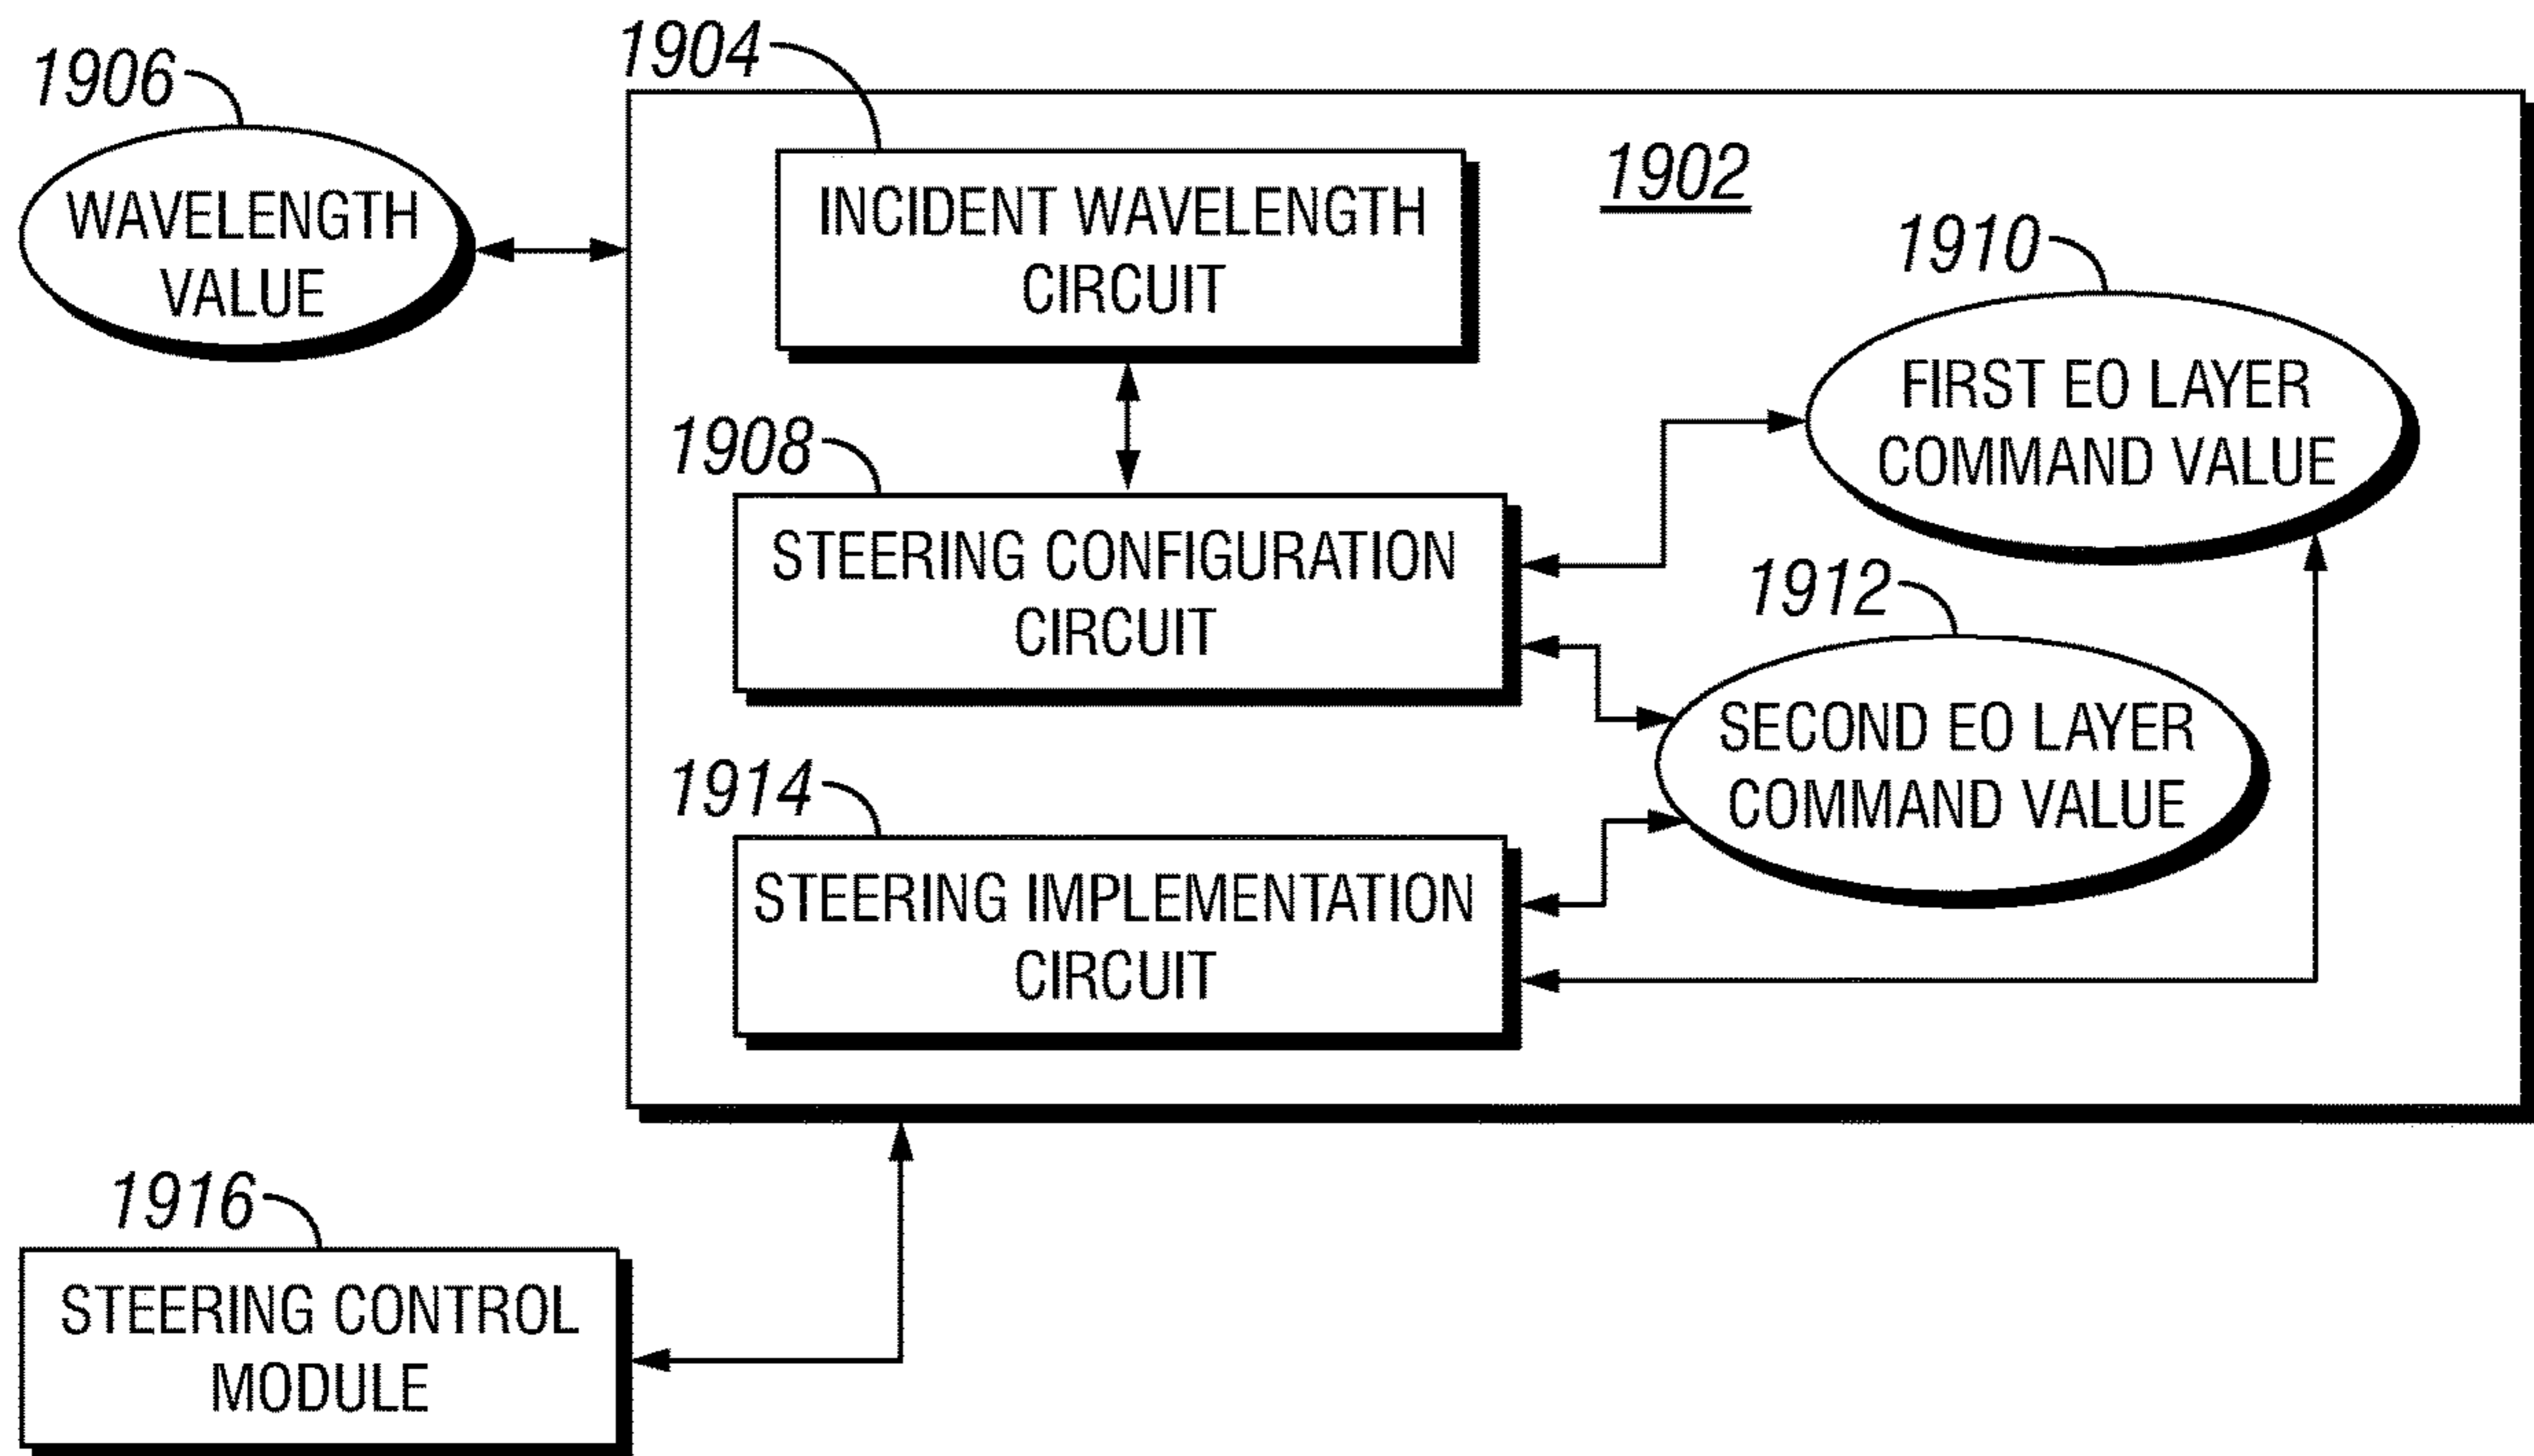 1904
1906
WAVELENGTH
VALUE
INCIDENT WAVELENGTH
CIRCUIT
1902
1910
FIRST EO LAYER
COMMAND VALUE
1908
STEERING CONFIGURATION
CIRCUIT
1912
SECOND EO LAYER
COMMAND VALUE
1914
STEERING IMPLEMENTATION
CIRCUIT
1916
STEERING CONTROL
MODULE